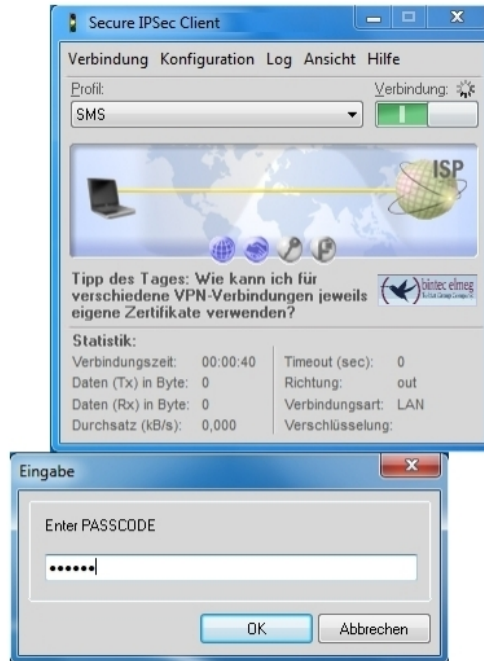 Secure IPSec Client
Verbindung Konfiguration Log Ansicht Hilfe
Profil: Verbindung:
SMS
ISP
Tipp des Tages: Wie kann ich für
verschiedene VPN-Verbindungen jeweils
eigene Zertifikate verwenden?
bintec elmeg
Statistik:
Verbindungszeit: 00:00:40 Timeout (sec): 0
Daten (Tx) in Byte: 0 Richtung: out
Daten (Rx) in Byte: 0 Verbindungsart: LAN
Durchsatz (kB/s): 0,000 Verschlüsselung:
Eingabe
Enter PASSCODE
••••••
OK Abbrechen